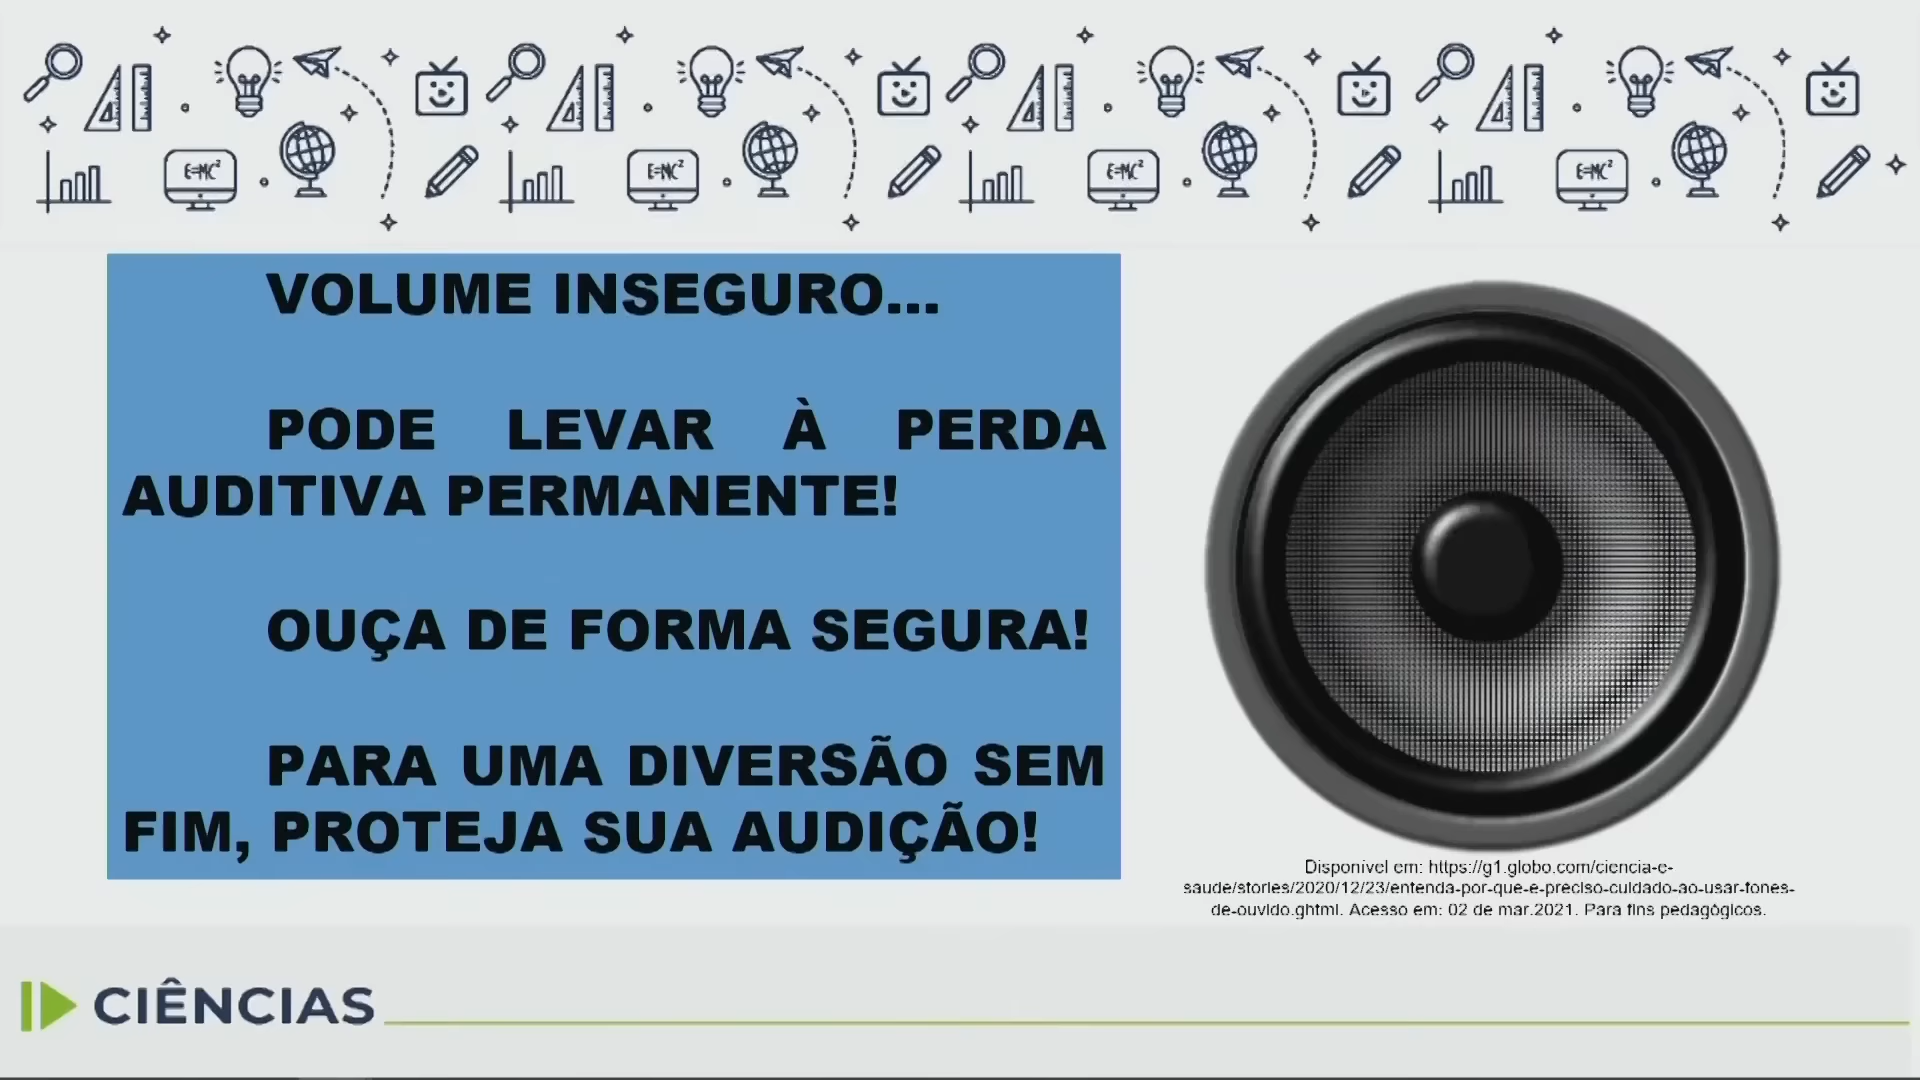 E=MC²
E=MC²
E=MC²
E=MC²
VOLUME INSEGURO...
PODE LEVAR À PERDA
AUDITIVA PERMANENTE!
OUÇA DE FORMA SEGURA!
PARA UMA DIVERSÃO SEM
FIM, PROTEJA SUA AUDIÇÃO!
Disponível em: https://g1.globo.com/ciencia-e-
saude/stories/2020/12/23/entenda-por-que-e-preciso-cuidado-ao-usar-fones-
de-ouvido.ghtml. Acesso em: 02 de mar.2021. Para fins pedagógicos.
CIÊNCIAS